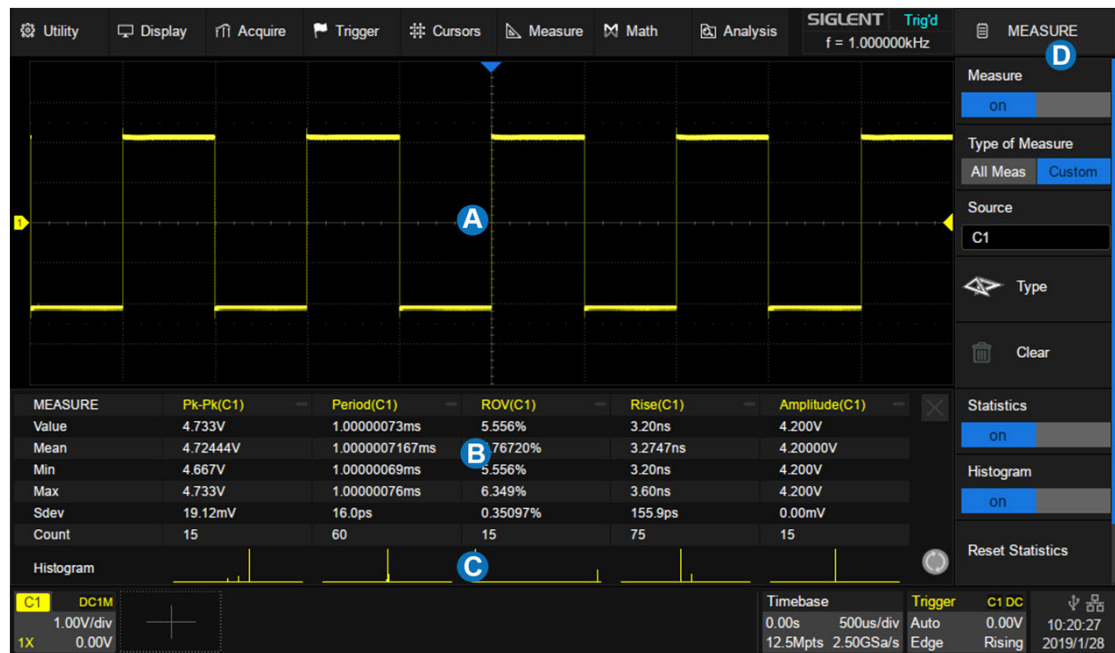 Utility Display Acquire Trigger Cursors Measure Math Analysis
SIGLENT Trig'd
f = 1.000000kHz
MEASURE
D
Measure
on
Type of Measure
All Meas Custom
Source
C1
Type
Clear
Statistics
on
Histogram
on
Reset Statistics
1
A
MEASURE Pk-Pk(C1) Period(C1) ROV(C1) Rise(C1) Amplitude(C1)
Value 4.733V 1.00000073ms 5.556% 3.20ns 4.200V
Mean 4.72444V 1.0000007167ms .76720% 3.2747ns 4.20000V
B
Min 4.667V 1.00000069ms 5.556% 3.20ns 4.200V
Max 4.733V 1.00000076ms 6.349% 3.60ns 4.200V
Sdev 19.12mV 16.0ps 0.35097% 155.9ps 0.00mV
Count 15 60 15 75 15
Histogram
C
C1 DC1M
1.00V/div
1X 0.00V
Timebase
0.00s 500us/div
12.5Mpts 2.50GSa/s
Trigger C1 DC
Auto 0.00V
Edge Rising
10:20:27
2019/1/28